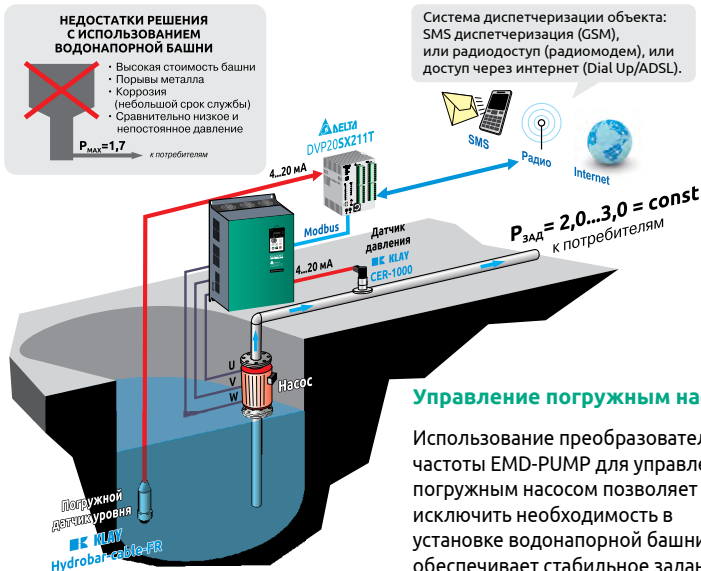 НЕДОСТАТКИ РЕШЕНИЯ
С ИСПОЛЬЗОВАНИЕМ
ВОДОНАПОРНОЙ БАШНИ
· Высокая стоимость башни
· Порывы металла
· Коррозия
(небольшой срок службы)
· Сравнительно низкое и
непостоянное давление
PMAX=1,7
к потребителям
Система диспетчеризации объекта:
SMS диспетчеризация (GSM),
или радиодоступ (радиомодем), или
доступ через интернет (Dial Up/ADSL).
SMS
Радио
Internet
DELTA
DVP20SX211T
4...20 мА
Modbus
Датчик
давления
KLAY
CER-1000
4...20 мА
PЗАД= 2,0...3,0 = const
к потребителям
U
V
W
Насос
Погружной
датчик уровня
KLAY
Hydrobar-cable-FR
Управление погружным на
Использование преобразовател
частоты EMD-PUMP для управле
погружным насосом позволяет
исключить необходимость в
установке водонапорной башни
обеспечивает стабильное задан